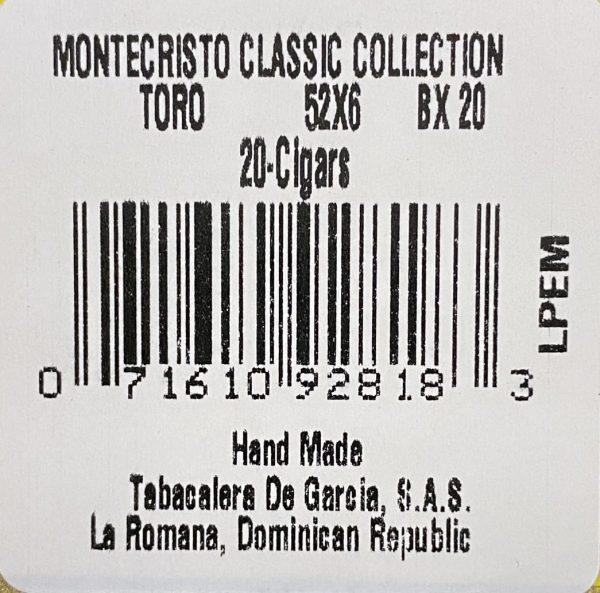 MONTECRISTO CLASSIC COLLECTION
TORO 52X6 BX 20
20-Cigars
LPEM
0 71610 92818 3
Hand Made
Tabacalera De Garcia, S.A.S.
La Romana, Dominican Republic